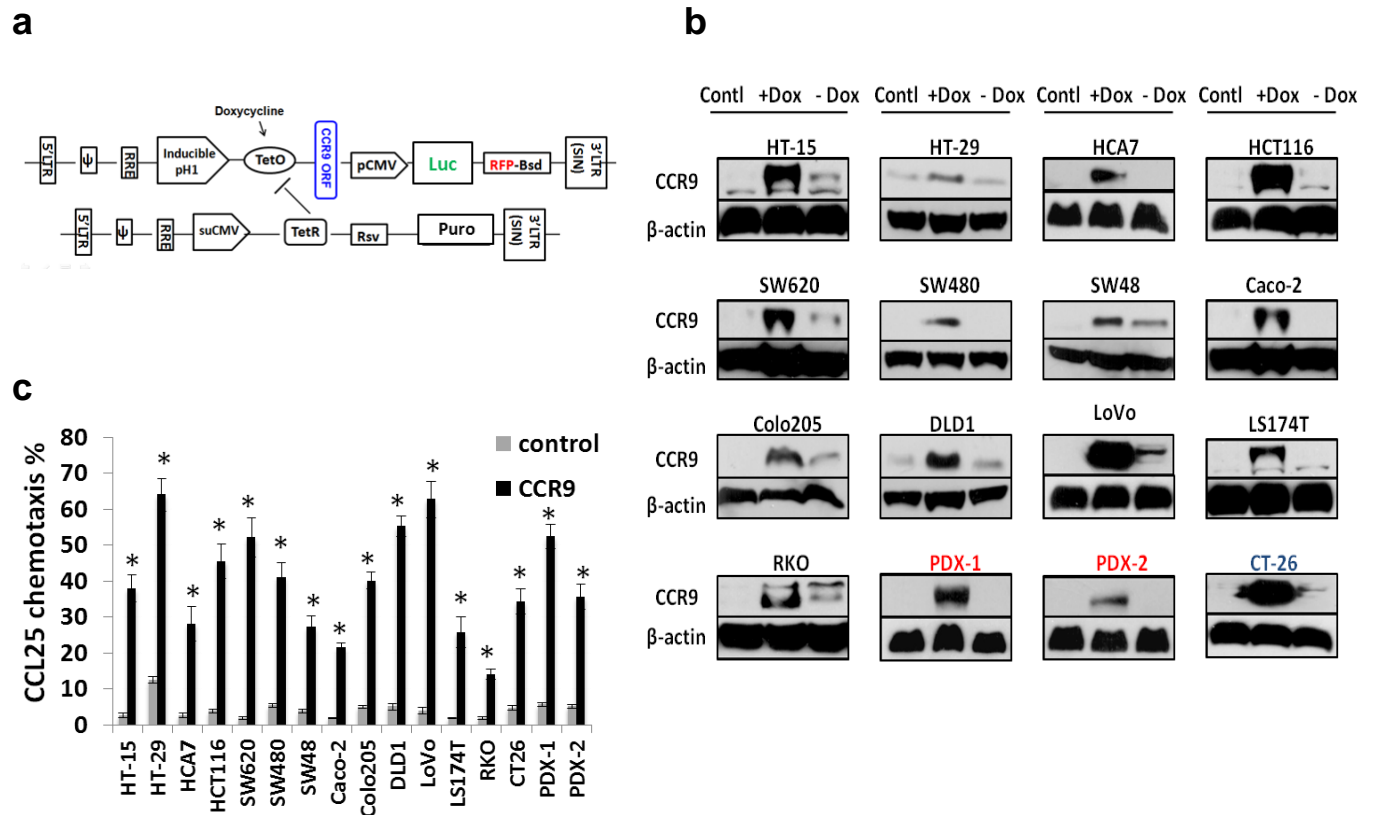 a
Doxycycline
5'LTR ψ RRE Inducible pH1 TetO CCR9 ORF pCMV Luc RFP-Bsd 3'LTR (SIN)
5'LTR ψ RRE suCMV TetR Rsv Puro 3'LTR (SIN)
b
Contl +Dox - Dox Contl +Dox - Dox Contl +Dox - Dox Contl +Dox - Dox
HT-15 HT-29 HCA7 HCT116
CCR9
β-actin
SW620 SW480 SW48 Caco-2
CCR9
β-actin
Colo205 DLD1 LoVo LS174T
CCR9
β-actin
RKO PDX-1 PDX-2 CT-26
CCR9
β-actin
c
CCL25 chemotaxis %
80
70
60
50
40
30
20
10
0
control
CCR9
* * * * * * * * * * * * * * * *
HT-15 HT-29 HCA7 HCT116 SW620 SW480 SW48 Caco-2 Colo205 DLD1 LoVo LS174T RKO CT26 PDX-1 PDX-2